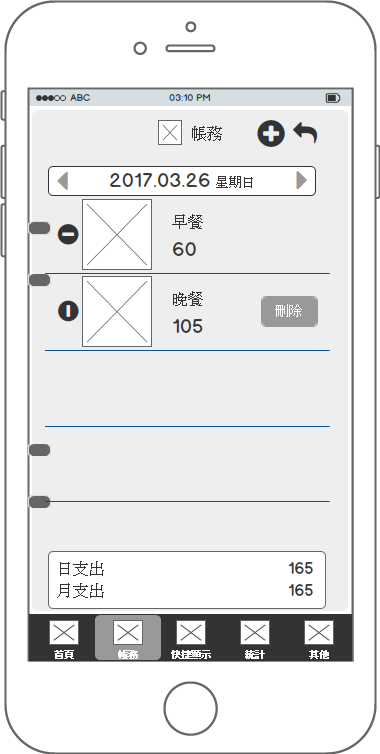 ABC 03:10 PM
帳務
2017.03.26 星期日
早餐
60
晚餐
105 刪除
日支出 165
月支出 165
首頁 帳務 快捷顯示 統計 其他